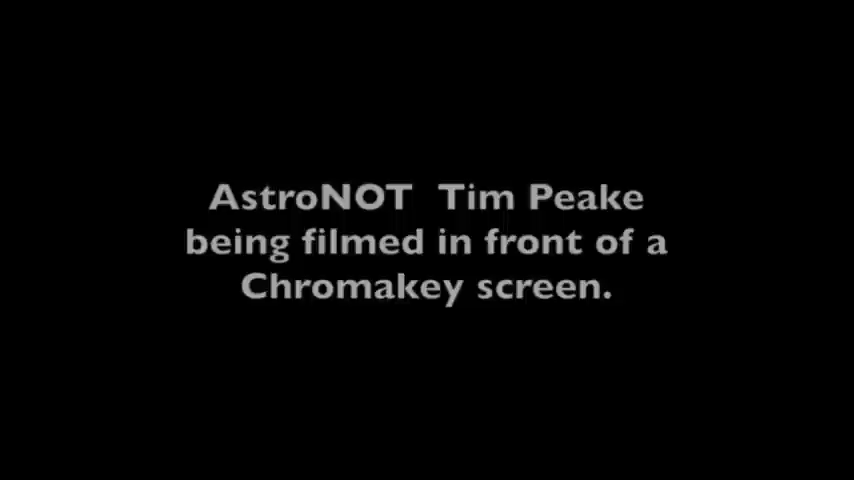 AstroNOT Tim Peake
being filmed in front of a
Chromakey screen.